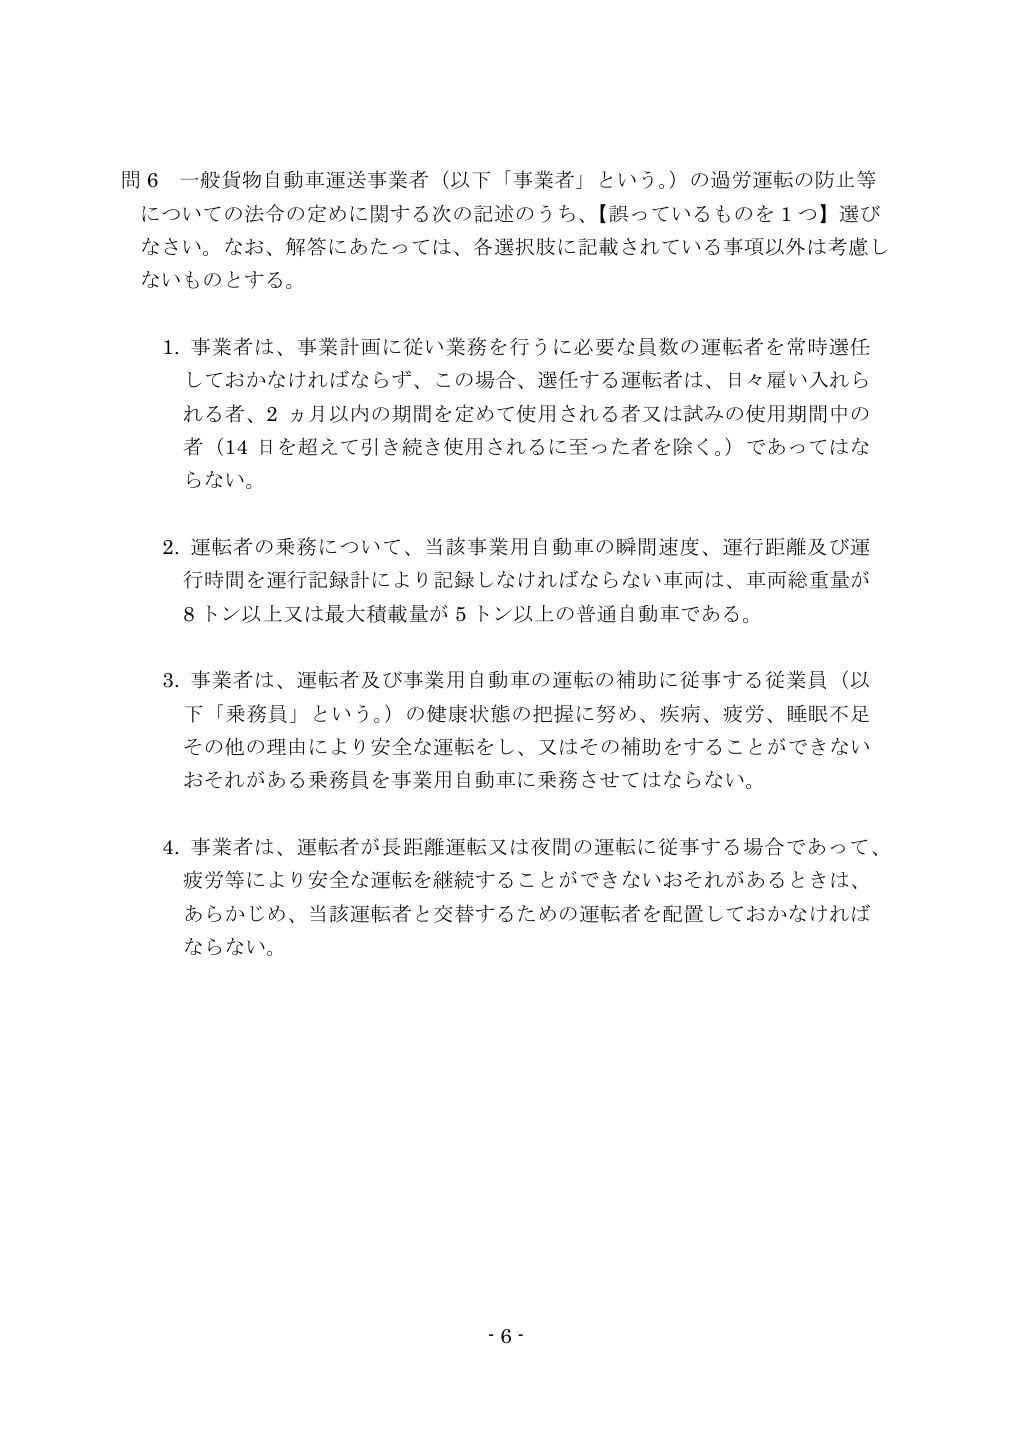 問6　一般貨物自動車運送事業者（以下「事業者」という。）の過労運転の防止等
についての法令の定めに関する次の記述のうち、【誤っているものを1つ】選び
なさい。なお、解答にあたっては、各選択肢に記載されている事項以外は考慮し
ないものとする。
1. 事業者は、事業計画に従い業務を行うに必要な員数の運転者を常時選任
しておかなければならず、この場合、選任する運転者は、日々雇い入れら
れる者、2 ヵ月以内の期間を定めて使用される者又は試みの使用期間中の
者（14 日を超えて引き続き使用されるに至った者を除く。）であってはな
らない。
2. 運転者の乗務について、当該事業用自動車の瞬間速度、運行距離及び運
行時間を運行記録計により記録しなければならない車両は、車両総重量が
8 トン以上又は最大積載量が 5 トン以上の普通自動車である。
3. 事業者は、運転者及び事業用自動車の運転の補助に従事する従業員（以
下「乗務員」という。）の健康状態の把握に努め、疾病、疲労、睡眠不足
その他の理由により安全な運転をし、又はその補助をすることができない
おそれがある乗務員を事業用自動車に乗務させてはならない。
4. 事業者は、運転者が長距離運転又は夜間の運転に従事する場合であって、
疲労等により安全な運転を継続することができないおそれがあるときは、
あらかじめ、当該運転者と交替するための運転者を配置しておかなければ
ならない。
- 6 -